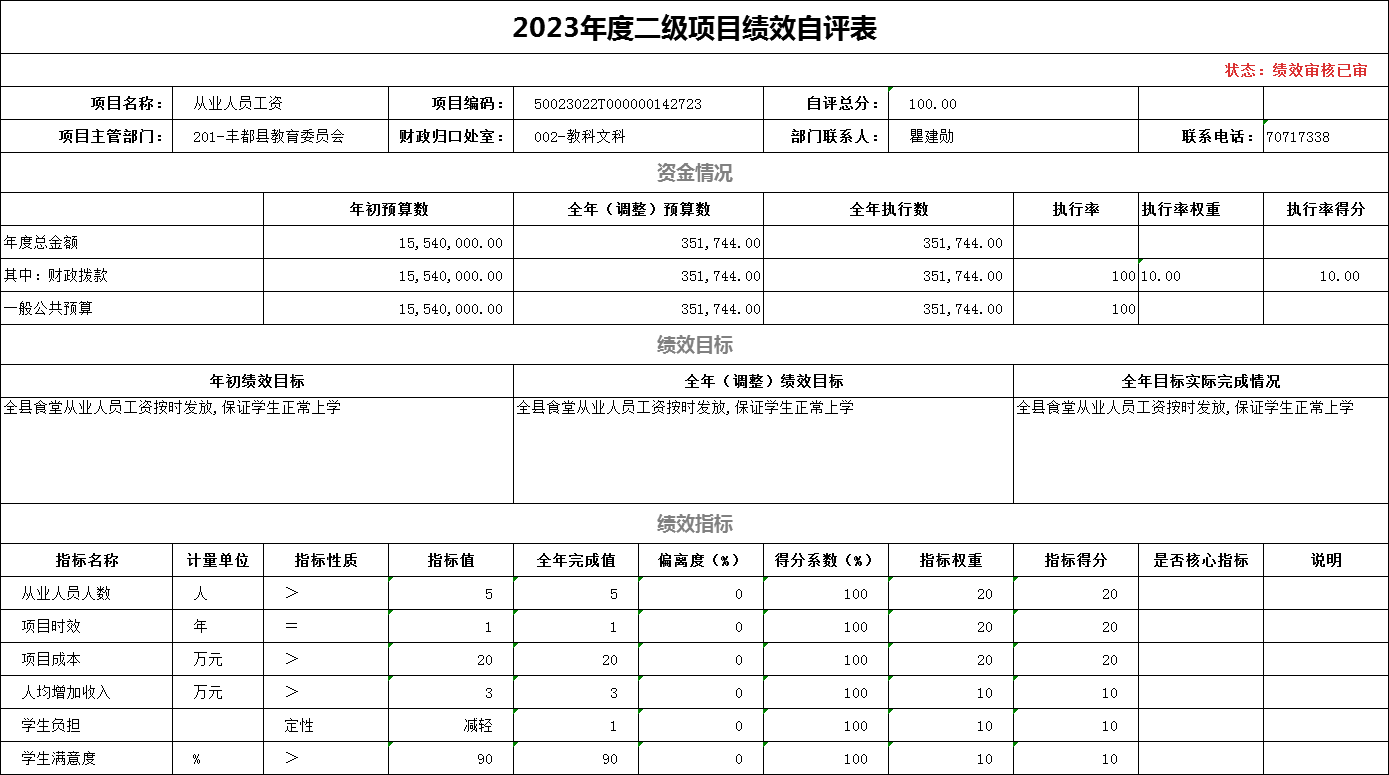 2023年度二级项目绩效自评表
状态：绩效审核已审
项目名称： 从业人员工资 项目编码： 50023022T000000142723 自评总分： 100.00
项目主管部门： 201-丰都县教育委员会 财政归口处室： 002-教科文科 部门联系人： 瞿建勋 联系电话： 70717338
资金情况
年初预算数 全年（调整）预算数 全年执行数 执行率 执行率权重 执行率得分
年度总金额 15,540,000.00 351,744.00 351,744.00
其中：财政拨款 15,540,000.00 351,744.00 351,744.00 100 10.00 10.00
一般公共预算 15,540,000.00 351,744.00 351,744.00 100
绩效目标
年初绩效目标 全年（调整）绩效目标 全年目标实际完成情况
全县食堂从业人员工资按时发放,保证学生正常上学 全县食堂从业人员工资按时发放,保证学生正常上学 全县食堂从业人员工资按时发放,保证学生正常上学
绩效指标
指标名称 计量单位 指标性质 指标值 全年完成值 偏离度（%） 得分系数（%） 指标权重 指标得分 是否核心指标 说明
从业人员人数 人 ＞ 5 5 0 100 20 20
项目时效 年 ＝ 1 1 0 100 20 20
项目成本 万元 ＞ 20 20 0 100 20 20
人均增加收入 万元 ＞ 3 3 0 100 10 10
学生负担 定性 减轻 1 0 100 10 10
学生满意度 % ＞ 90 90 0 100 10 10